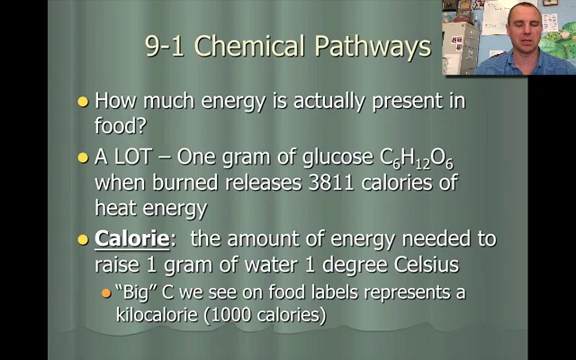 9-1 Chemical Pathways
How much energy is actually present in
food?
A LOT – One gram of glucose C₆H₁₂O₆
when burned releases 3811 calories of
heat energy
Calorie: the amount of energy needed to
raise 1 gram of water 1 degree Celsius
“Big” C we see on food labels represents a
kilocalorie (1000 calories)